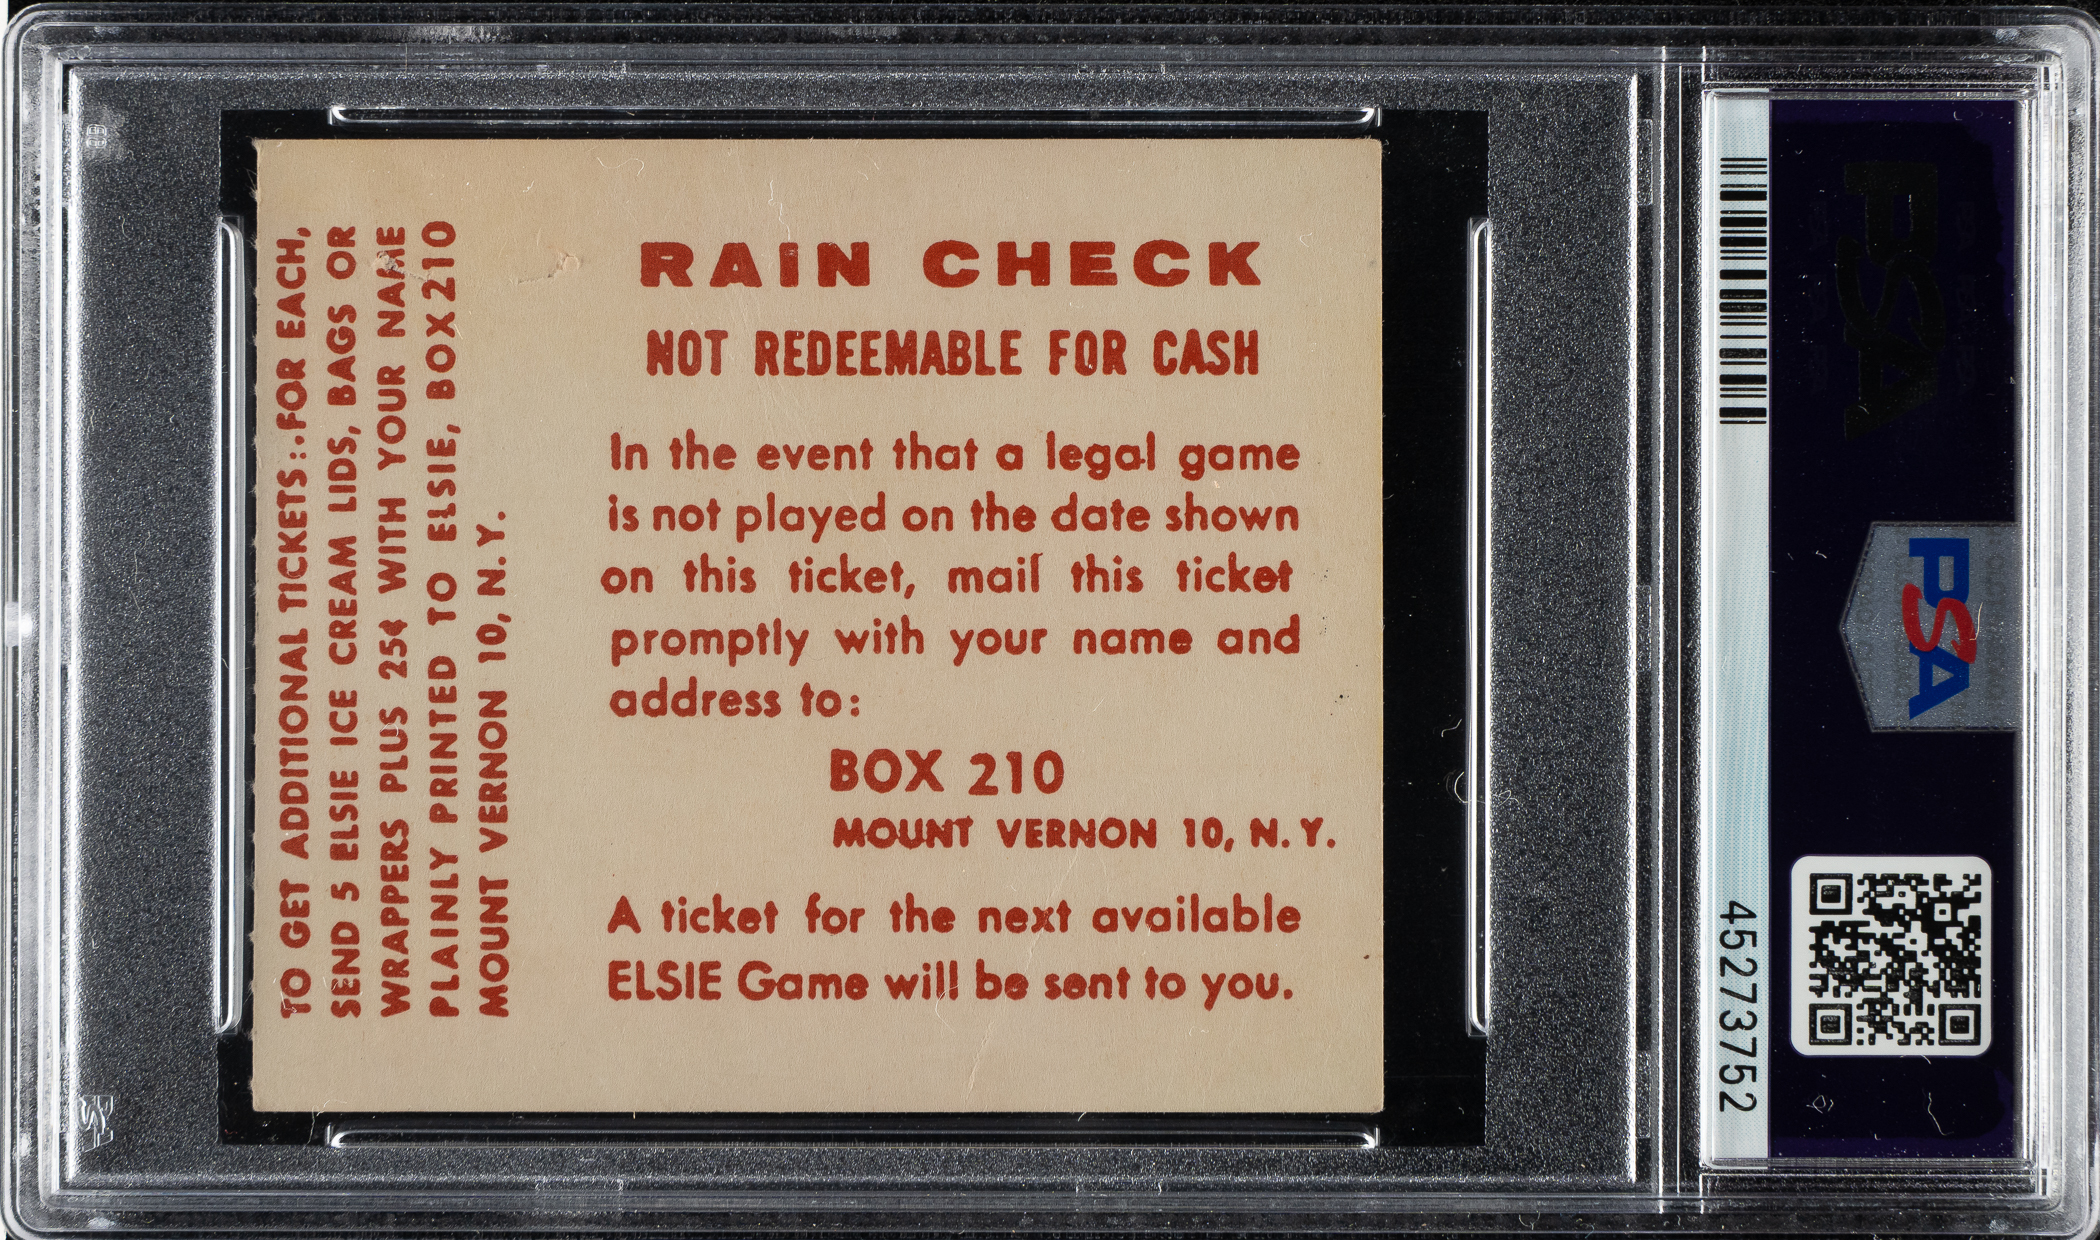 TO GET ADDITIONAL TICKETS:.FOR EACH,
SEND 5 ELSIE ICE CREAM LIDS, BAGS OR
WRAPPERS PLUS 25¢ WITH YOUR NAME
PLAINLY PRINTED TO ELSIE, BOX 210
MOUNT VERNON 10, N.Y.
RAIN CHECK
NOT REDEEMABLE FOR CASH
In the event that a legal game
is not played on the date shown
on this ticket, mail this ticket
promptly with your name and
address to:
BOX 210
MOUNT VERNON 10, N.Y.
A ticket for the next available
ELSIE Game will be sent to you.
45273752
PSA
PSA